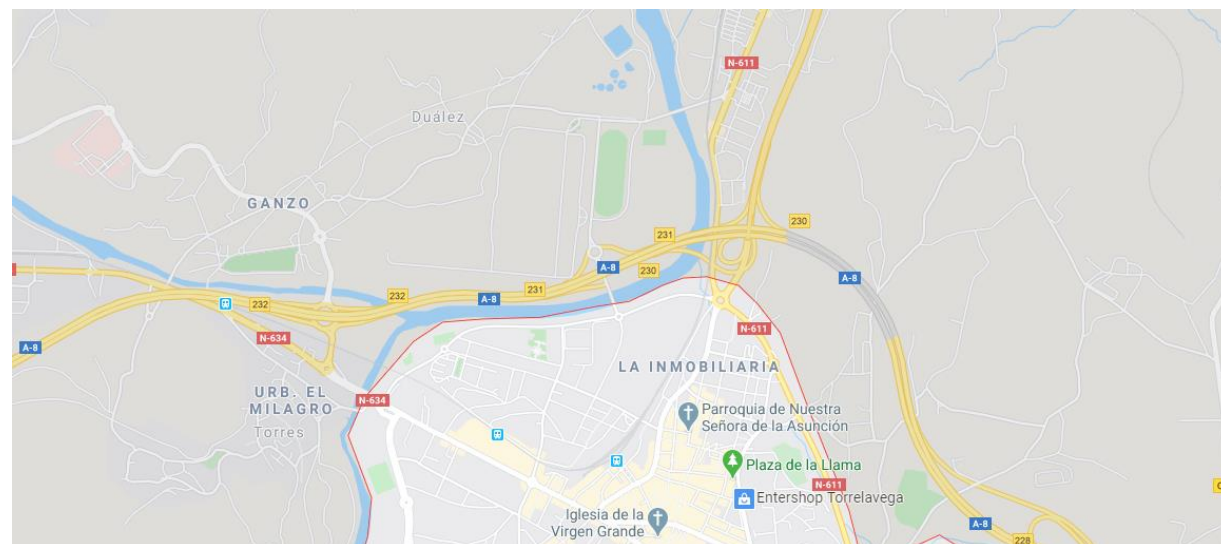 N-611
Duález
GANZO
230
231
A-8
A-8
230
231
232
A-8
232
N-634
A-8
N-611
LA INMOBILIARIA
URB. EL
MILAGRO
N-634
Torres
Parroquia de Nuestra
Señora de la Asunción
Plaza de la Llama
N-611
Entershop Torrelavega
Iglesia de la
Virgen Grande
A-8
228